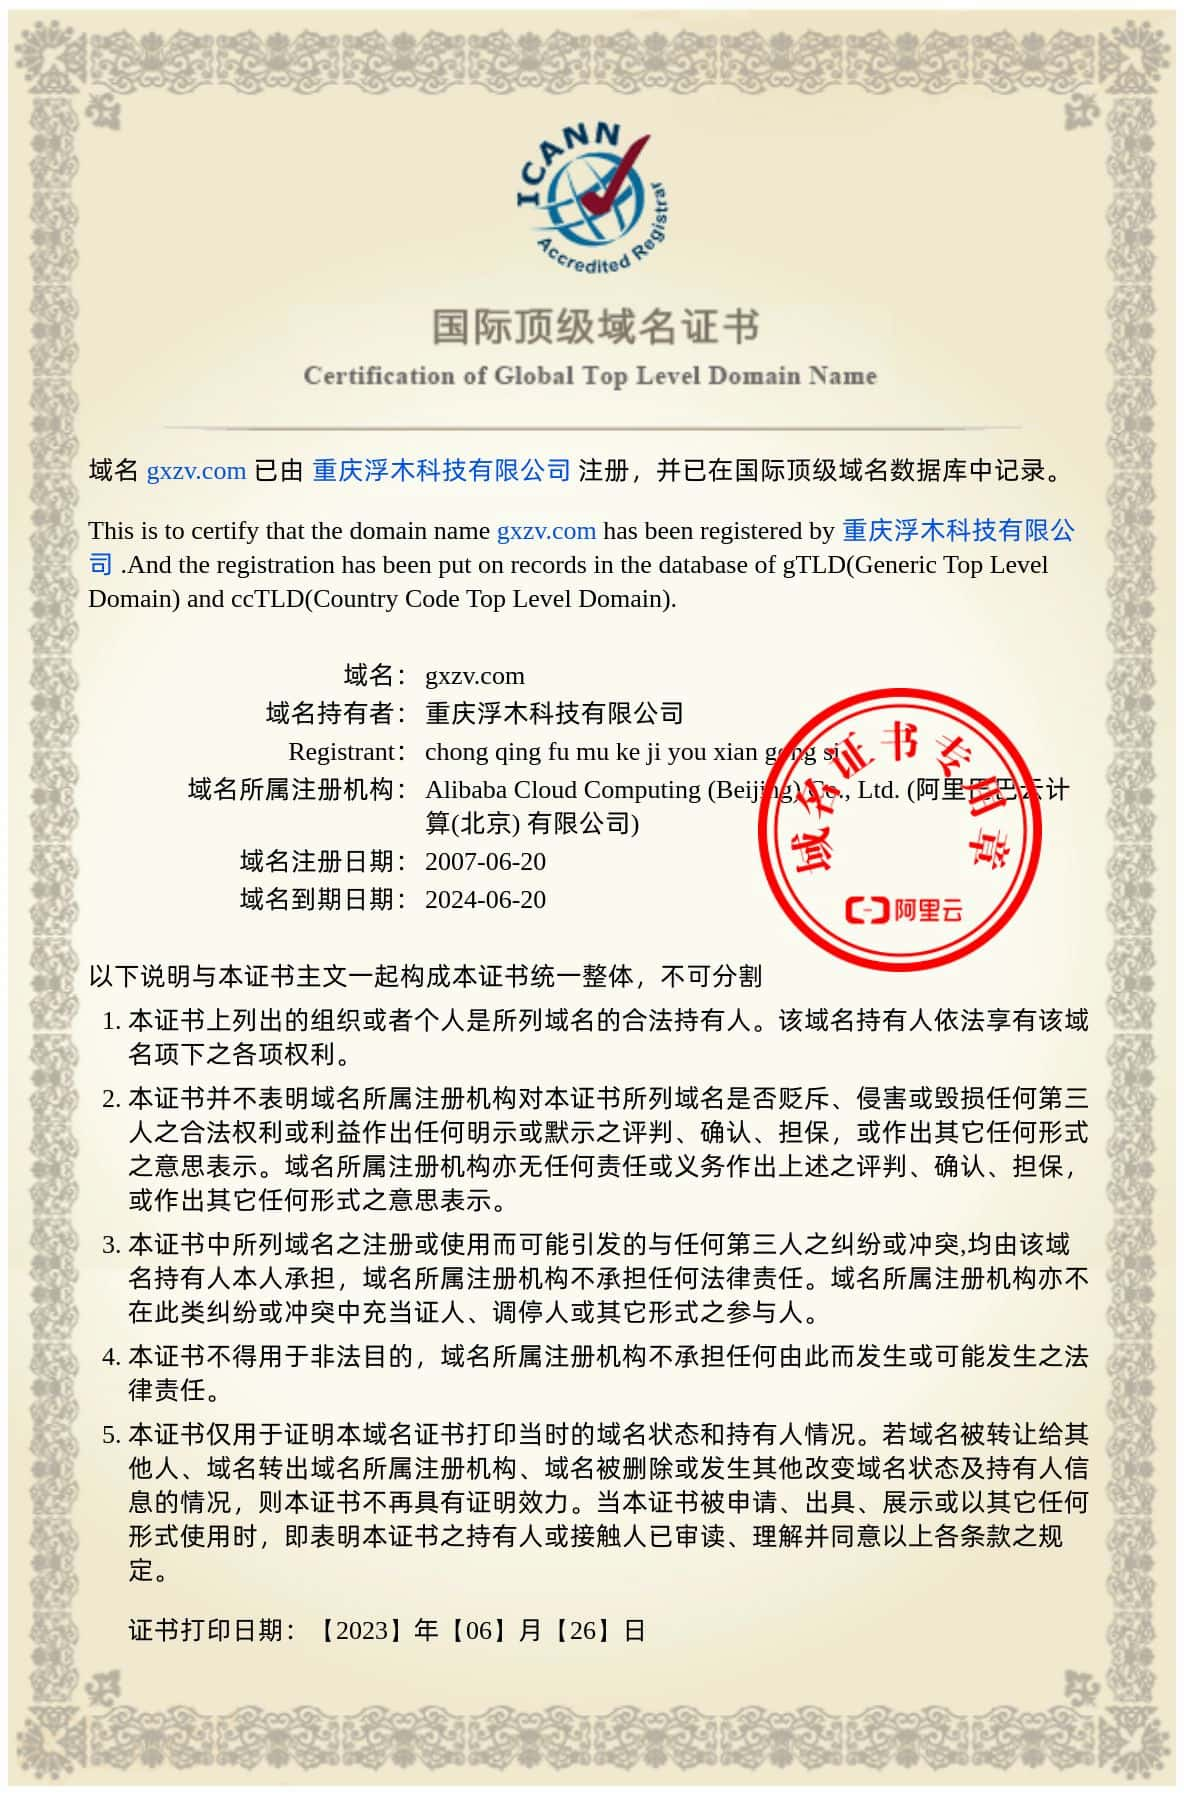 ICANN
Accredited Registrar
国际顶级域名证书
Certification of Global Top Level Domain Name
域名 gxzv.com 已由 重庆浮木科技有限公司 注册，并已在国际顶级域名数据库中记录。
This is to certify that the domain name gxzv.com has been registered by 重庆浮木科技有限公
司 .And the registration has been put on records in the database of gTLD(Generic Top Level
Domain) and ccTLD(Country Code Top Level Domain).
域名： gxzv.com
域名持有者： 重庆浮木科技有限公司
Registrant： chong qing fu mu ke ji you xian gong si
域名所属注册机构： Alibaba Cloud Computing (Beijing) Co., Ltd. (阿里巴巴云计
算(北京) 有限公司)
域名注册日期： 2007-06-20
域名到期日期： 2024-06-20
域名证书专用章
阿里云
以下说明与本证书主文一起构成本证书统一整体，不可分割
1. 本证书上列出的组织或者个人是所列域名的合法持有人。该域名持有人依法享有该域
名项下之各项权利。
2. 本证书并不表明域名所属注册机构对本证书所列域名是否贬斥、侵害或毁损任何第三
人之合法权利或利益作出任何明示或默示之评判、确认、担保，或作出其它任何形式
之意思表示。域名所属注册机构亦无任何责任或义务作出上述之评判、确认、担保，
或作出其它任何形式之意思表示。
3. 本证书中所列域名之注册或使用而可能引发的与任何第三人之纠纷或冲突,均由该域
名持有人本人承担，域名所属注册机构不承担任何法律责任。域名所属注册机构亦不
在此类纠纷或冲突中充当证人、调停人或其它形式之参与人。
4. 本证书不得用于非法目的，域名所属注册机构不承担任何由此而发生或可能发生之法
律责任。
5. 本证书仅用于证明本域名证书打印当时的域名状态和持有人情况。若域名被转让给其
他人、域名转出域名所属注册机构、域名被删除或发生其他改变域名状态及持有人信
息的情况，则本证书不再具有证明效力。当本证书被申请、出具、展示或以其它任何
形式使用时，即表明本证书之持有人或接触人已审读、理解并同意以上各条款之规
定。
证书打印日期：【2023】年【06】月【26】日